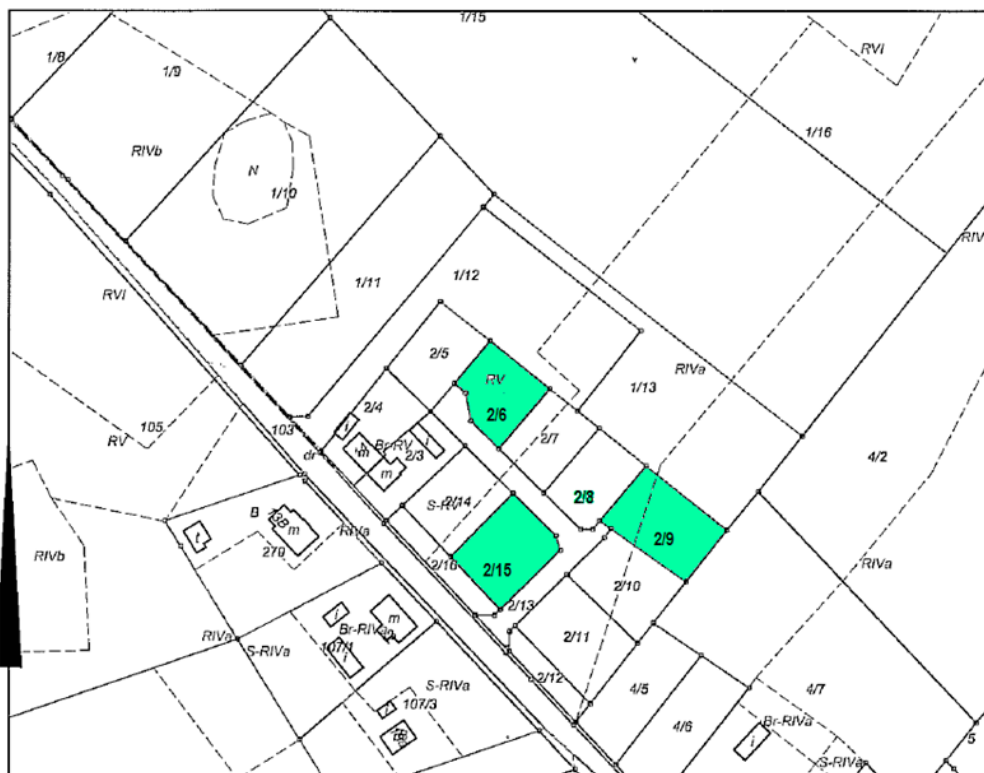 1/15
1/8
1/9
RVI
1/16
RIVb
N
1/10
RIV
RVI
1/11
1/12
2/5
RIVa
RV
1/13
2/6
2/4
i
103
105
RV
Br-RV
2/7
i
4/2
dr
2/3
m
m
2/14
S-RV
2/8
B
13B
m
RIVa
2/9
270
RIVb
2/16
2/15
RIVa
2/10
2/13
i
m
RIVa
Br-RIVa
2/11
S-RIVa
107/1
i
2/12
S-RIVa
4/5
4/7
107/3
4/6
Br-RIVa
i
5
S-RIVa